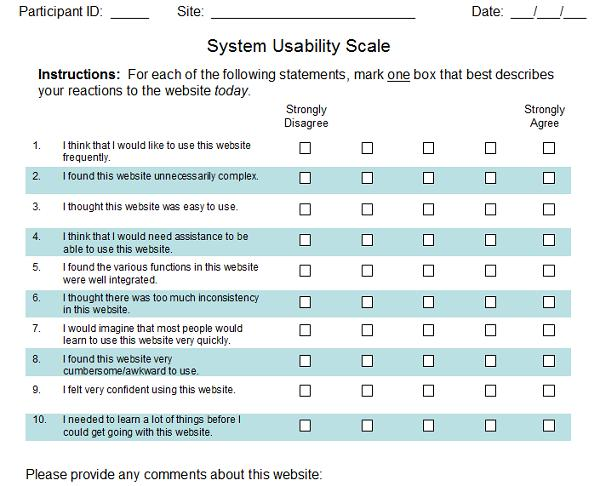 Participant ID: _____ Site: ____________________ Date: ___/___/___
System Usability Scale
Instructions: For each of the following statements, mark one box that best describes
your reactions to the website today.
Strongly
Disagree
Strongly
Agree
1. I think that I would like to use this website
frequently.
2. I found this website unnecessarily complex.
3. I thought this website was easy to use.
4. I think that I would need assistance to be
able to use this website.
5. I found the various functions in this website
were well integrated.
6. I thought there was too much inconsistency
in this website.
7. I would imagine that most people would
learn to use this website very quickly.
8. I found this website very
cumbersome/awkward to use.
9. I felt very confident using this website.
10. I needed to learn a lot of things before I
could get going with this website.
Please provide any comments about this website: